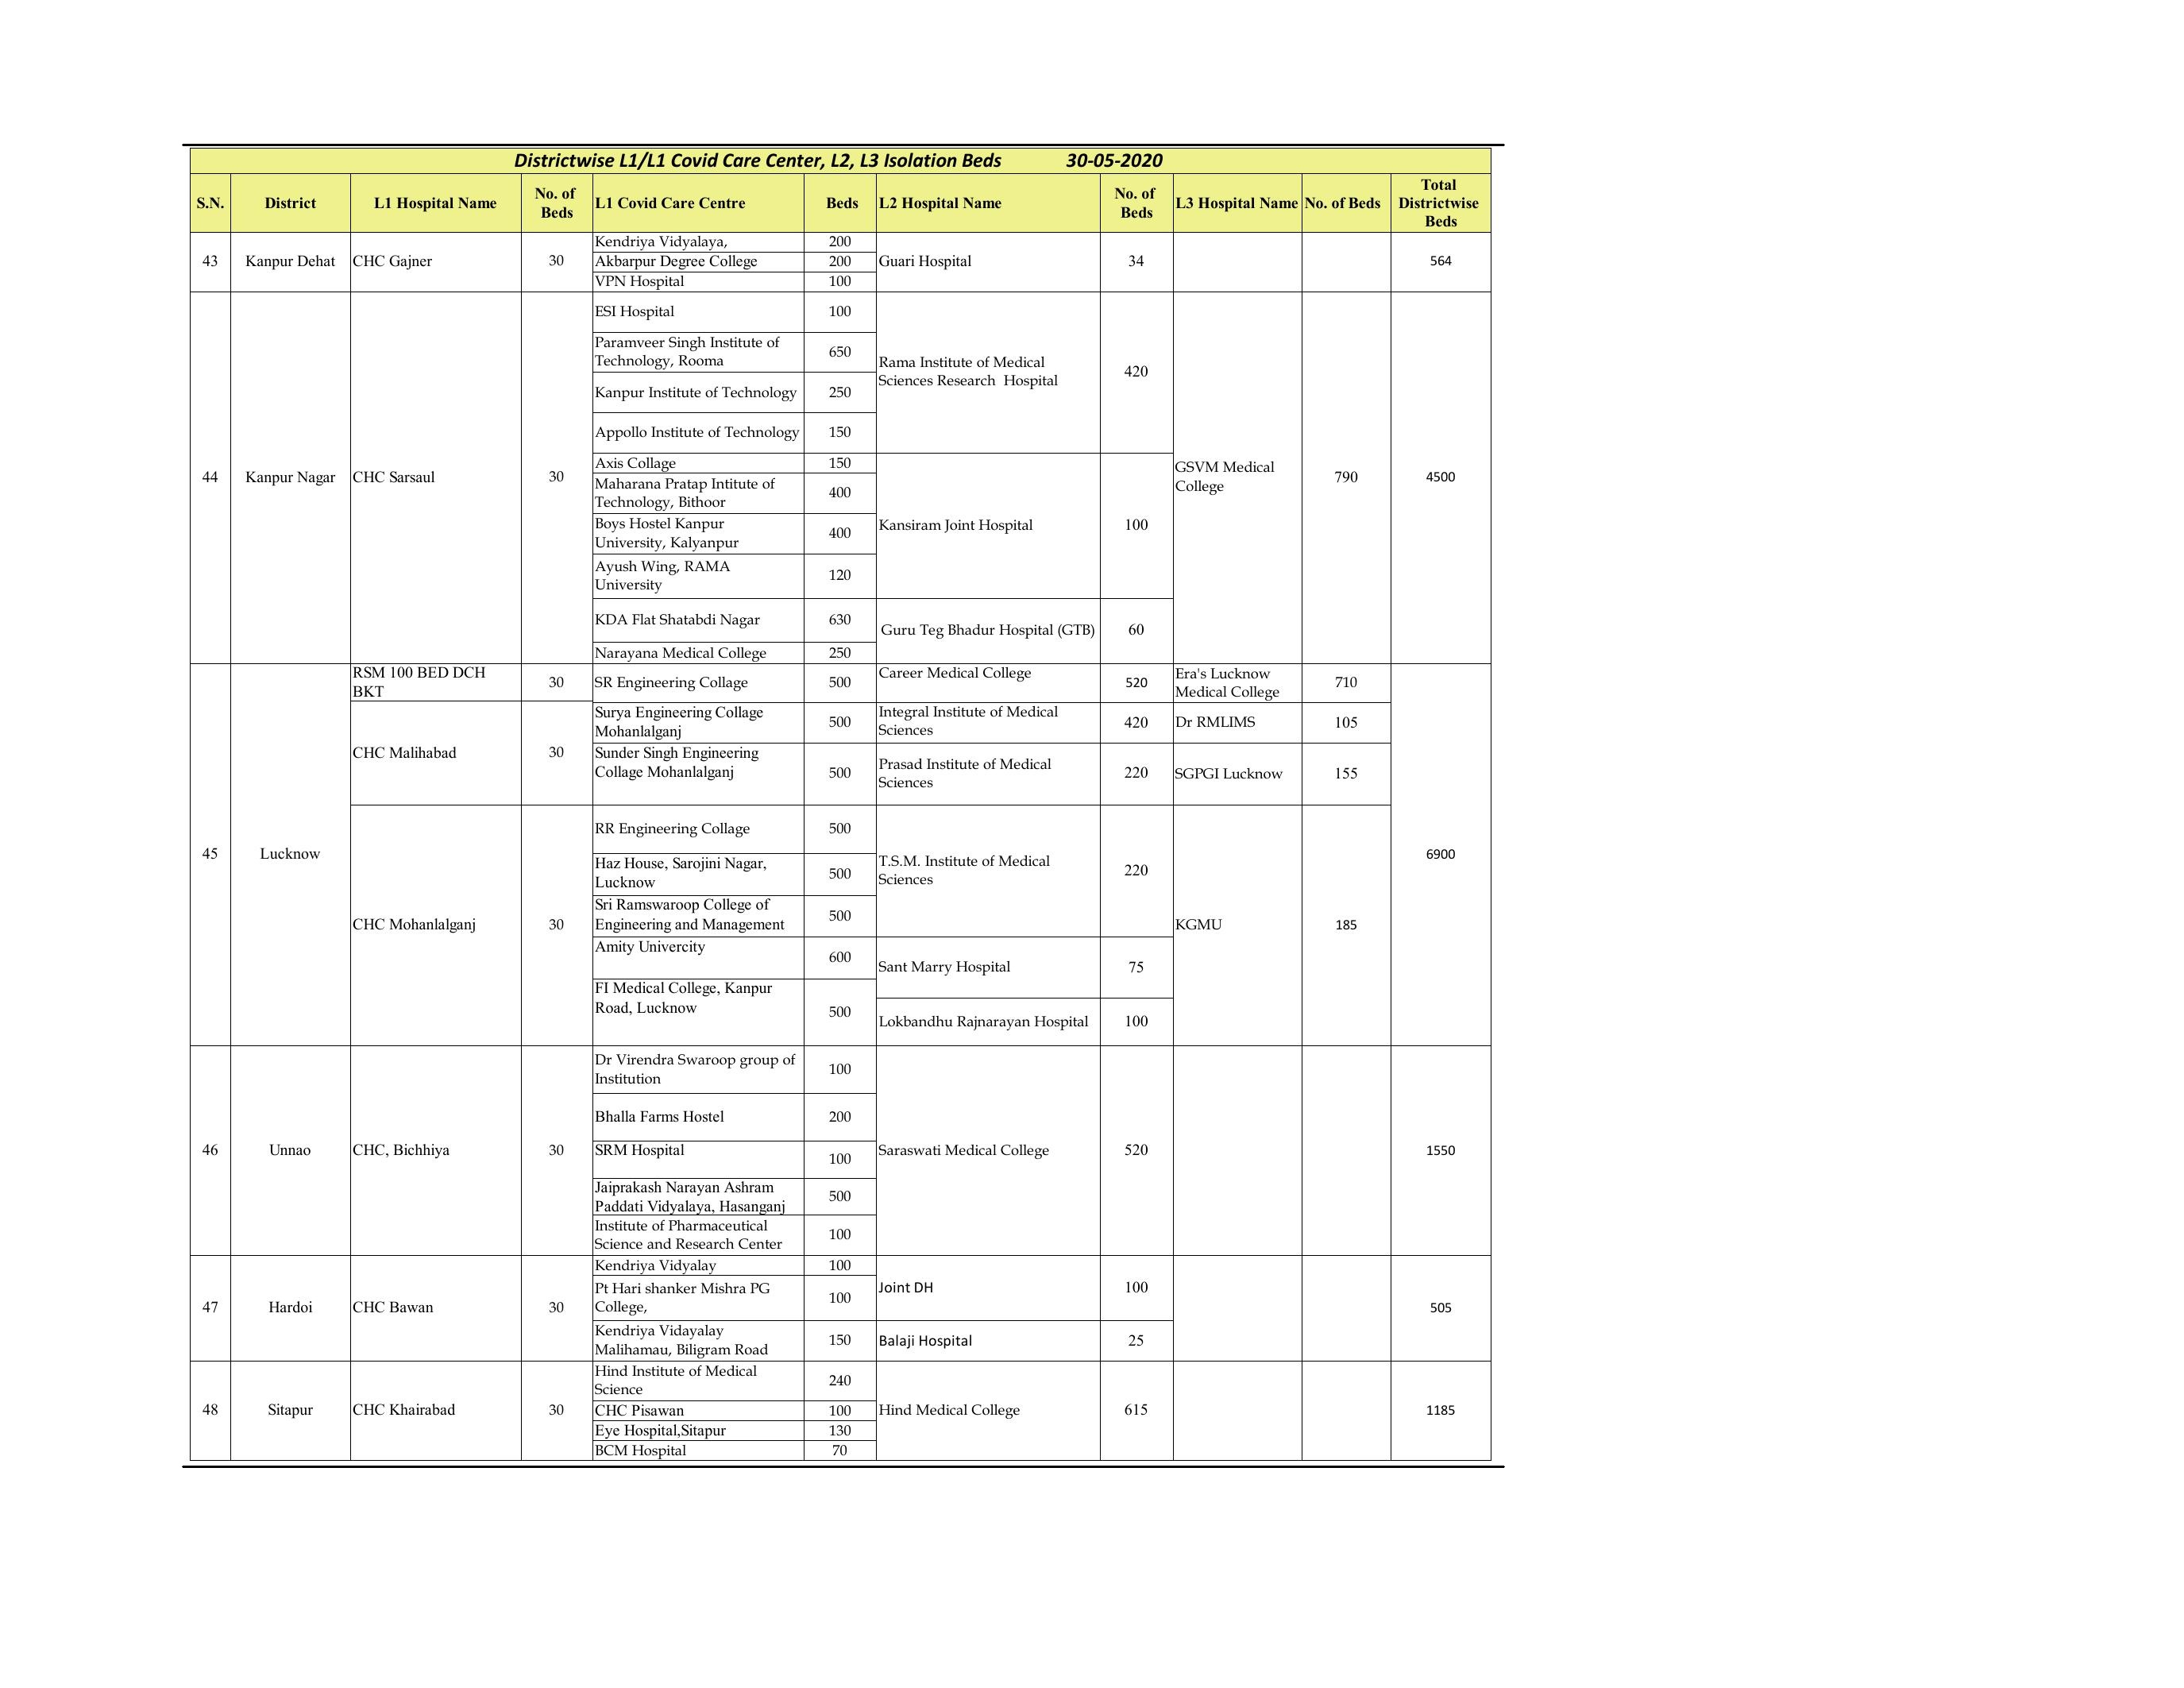 Districtwise L1/L1 Covid Care Center, L2, L3 Isolation Beds 30-05-2020
S.N. District L1 Hospital Name No. of Beds L1 Covid Care Centre Beds L2 Hospital Name No. of Beds L3 Hospital Name No. of Beds Total Districtwise Beds
43 Kanpur Dehat CHC Gajner 30 Kendriya Vidyalaya, 200 Guari Hospital 34 564
Akbarpur Degree College 200
VPN Hospital 100
44 Kanpur Nagar CHC Sarsaul 30 ESI Hospital 100 Rama Institute of Medical Sciences Research Hospital 420 GSVM Medical College 790 4500
Paramveer Singh Institute of Technology, Rooma 650
Kanpur Institute of Technology 250
Appollo Institute of Technology 150
Axis Collage 150 Kansiram Joint Hospital 100
Maharana Pratap Intitute of Technology, Bithoor 400
Boys Hostel Kanpur University, Kalyanpur 400
Ayush Wing, RAMA University 120
KDA Flat Shatabdi Nagar 630 Guru Teg Bhadur Hospital (GTB) 60
Narayana Medical College 250
45 Lucknow RSM 100 BED DCH BKT 30 SR Engineering Collage 500 Career Medical College 520 Era's Lucknow Medical College 710 6900
CHC Malihabad 30 Surya Engineering Collage Mohanlalganj 500 Integral Institute of Medical Sciences 420 Dr RMLIMS 105
Sunder Singh Engineering Collage Mohanlalganj 500 Prasad Institute of Medical Sciences 220 SGPGI Lucknow 155
CHC Mohanlalganj 30 RR Engineering Collage 500 T.S.M. Institute of Medical Sciences 220 KGMU 185
Haz House, Sarojini Nagar, Lucknow 500
Sri Ramswaroop College of Engineering and Management 500
Amity Univercity 600 Sant Marry Hospital 75
FI Medical College, Kanpur Road, Lucknow 500 Lokbandhu Rajnarayan Hospital 100
46 Unnao CHC, Bichhiya 30 Dr Virendra Swaroop group of Institution 100 Saraswati Medical College 520 1550
Bhalla Farms Hostel 200
SRM Hospital 100
Jaiprakash Narayan Ashram Paddati Vidyalaya, Hasanganj 500
Institute of Pharmaceutical Science and Research Center 100
47 Hardoi CHC Bawan 30 Kendriya Vidyalay 100 Joint DH 100 505
Pt Hari shanker Mishra PG College, 100
Kendriya Vidayalay Malihamau, Biligram Road 150 Balaji Hospital 25
48 Sitapur CHC Khairabad 30 Hind Institute of Medical Science 240 Hind Medical College 615 1185
CHC Pisawan 100
Eye Hospital,Sitapur 130
BCM Hospital 70